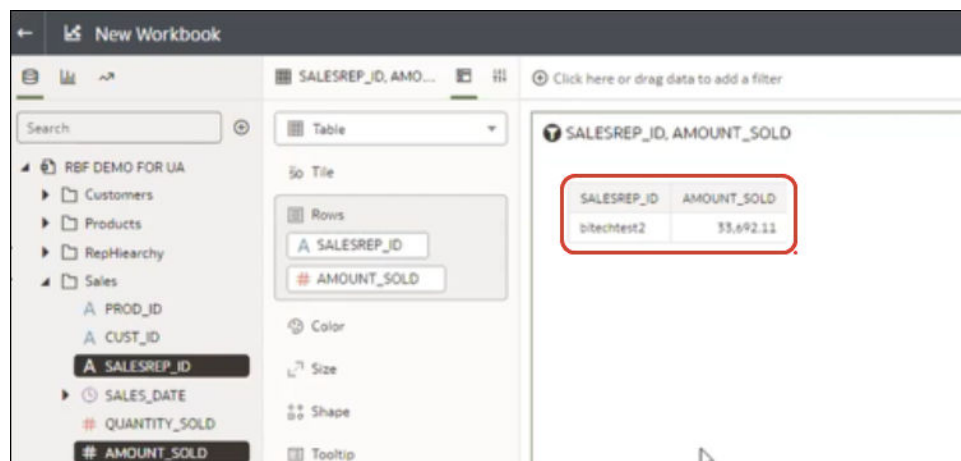 New Workbook
SALESREP_ID, AMO...
Click here or drag data to add a filter
Search
RBF DEMO FOR UA
Customers
Products
RepHiearchy
Sales
PROD_ID
CUST_ID
SALESREP_ID
SALES_DATE
QUANTITY_SOLD
AMOUNT_SOLD
Table
Tile
Rows
SALESREP_ID
AMOUNT_SOLD
Color
Size
Shape
Tooltip
SALESREP_ID, AMOUNT_SOLD
SALESREP_ID AMOUNT_SOLD
bitechtest2 33,692.11